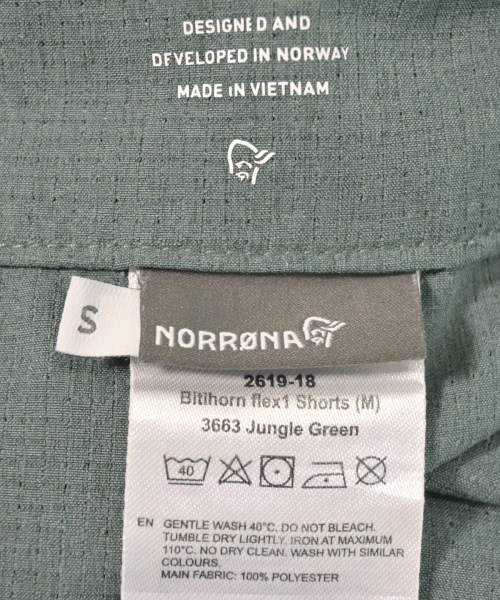 DESIGNED AND
DEVELOPED IN NORWAY
MADE IN VIETNAM
S
NORRØNA
2619-18
Bitihorn flex1 Shorts (M)
3663 Jungle Green
40
EN GENTLE WASH 40°C. DO NOT BLEACH.
TUMBLE DRY LIGHTLY. IRON AT MAXIMUM
110°C. NO DRY CLEAN. WASH WITH SIMILAR
COLOURS.
MAIN FABRIC: 100% POLYESTER